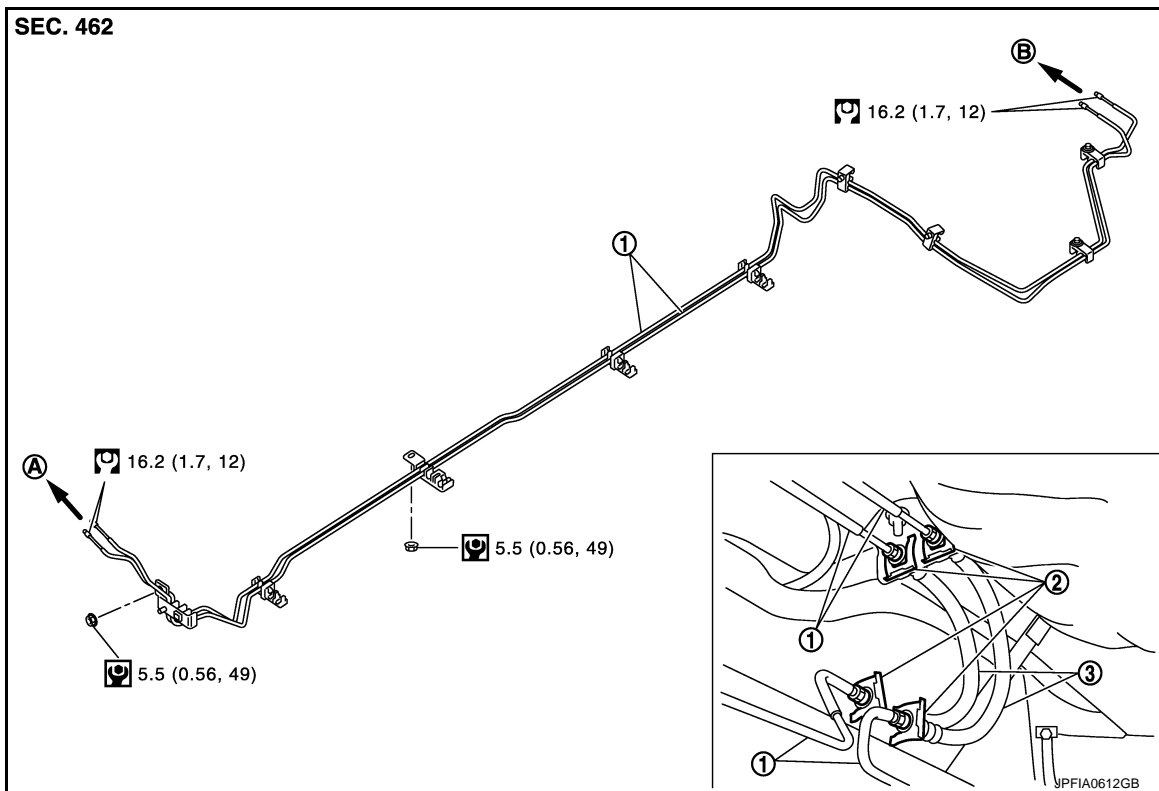 SEC. 462
B
16.2 (1.7, 12)
1
A
16.2 (1.7, 12)
5.5 (0.56, 49)
5.5 (0.56, 49)
2
1
3
1
JPFIA0612GB